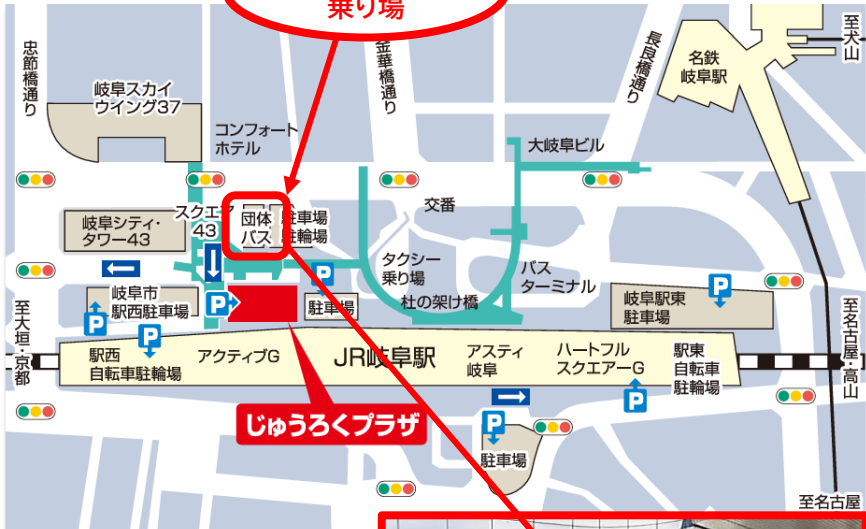 乗り場
至犬山
忠節橋通り
金華橋通り
長良橋通り
名鉄
岐阜駅
岐阜スカイ
ウイング37
コンフォート
ホテル
大岐阜ビル
岐阜シティ・
タワー43
スクエア
43
団体
バス
駐車場
駐輪場
交番
タクシー
乗り場
バス
ターミナル
杜の架け橋
岐阜市
駅西駐車場
P
P
P
駐車場
岐阜駅東
駐車場
P
至大垣・京都
P
駅西
自転車駐輪場
アクティブG
JR岐阜駅
アスティ
岐阜
ハートフル
スクエアーG
駅東
自転車
駐輪場
至名古屋・高山
P
じゅうろくプラザ
P
駐車場
至名古屋